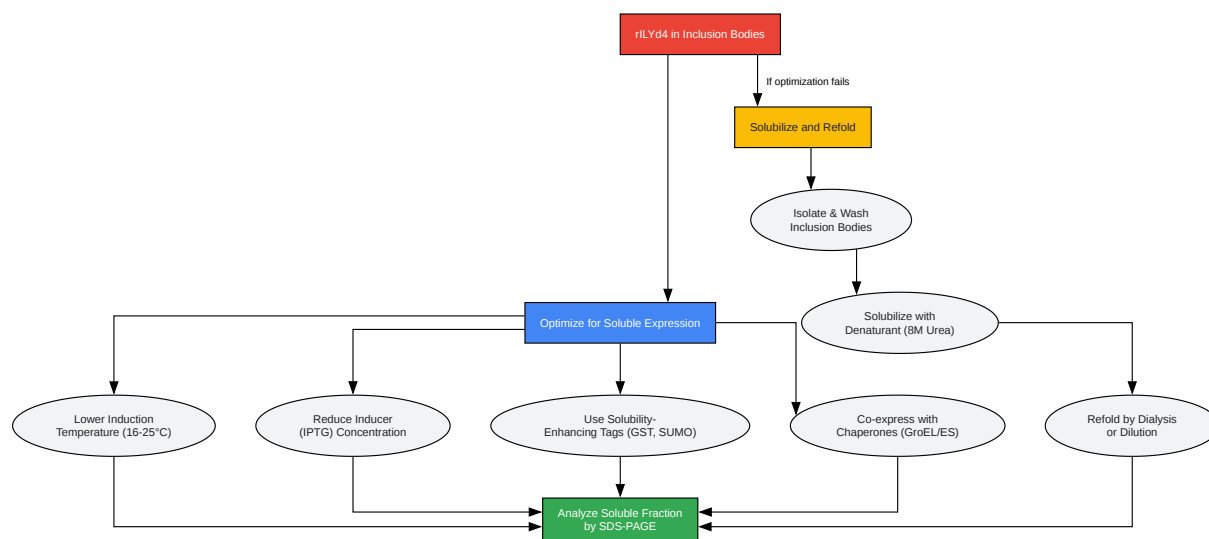 rILYd4 in Inclusion Bodies
If optimization fails
Solubilize and Refold
Isolate & Wash
Inclusion Bodies
Optimize for Soluble Expression
Solubilize with
Denaturant (8M Urea)
Lower Induction
Temperature (16-25°C)
Reduce Inducer
(IPTG) Concentration
Use Solubility-
Enhancing Tags (GST, SUMO)
Co-express with
Chaperones (GroEL/ES)
Refold by Dialysis
or Dilution
Analyze Soluble Fraction
by SDS-PAGE